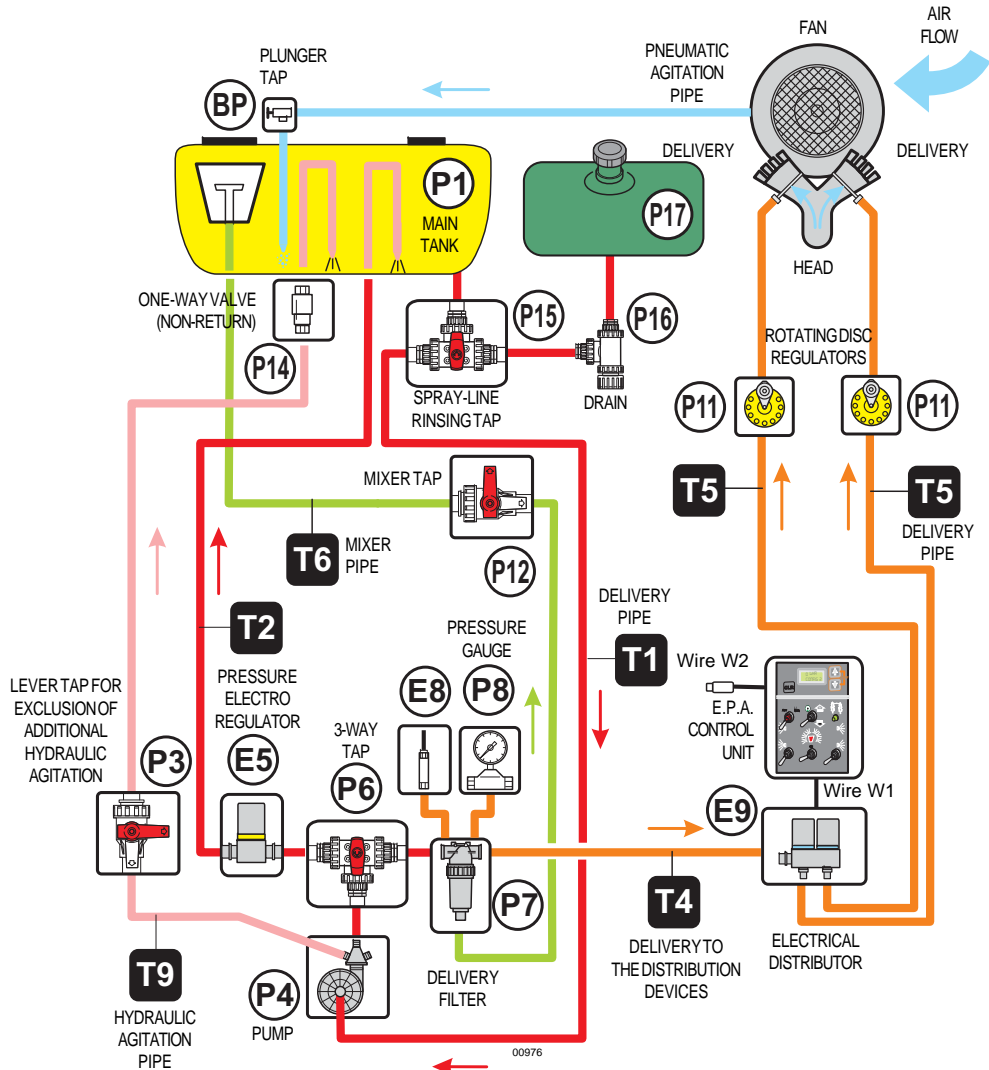 PLUNGER
TAP
BP
PNEUMATIC
AGITATION
PIPE
FAN
AIR
FLOW
P1
MAIN
TANK
DELIVERY
P17
DELIVERY
HEAD
ONE-WAY VALVE
(NON-RETURN)
P14
P15
P16
SPRAY-LINE
RINSING TAP
DRAIN
ROTATING DISC
REGULATORS
P11
P11
MIXER TAP
P12
T6
MIXER
PIPE
T5
T5
DELIVERY
PIPE
T2
DELIVERY
PIPE
T1
PRESSURE
GAUGE
E8
P8
Wire W2
E.P.A.
CONTROL
UNIT
Wire W1
LEVER TAP FOR
EXCLUSION OF
ADDITIONAL
HYDRAULIC
AGITATION
P3
PRESSURE
ELECTRO
REGULATOR
E5
3-WAY
TAP
P6
E9
P7
T4
DELIVERY TO
THE DISTRIBUTION
DEVICES
ELECTRICAL
DISTRIBUTOR
T9
HYDRAULIC
AGITATION
PIPE
P4
PUMP
DELIVERY
FILTER
00976